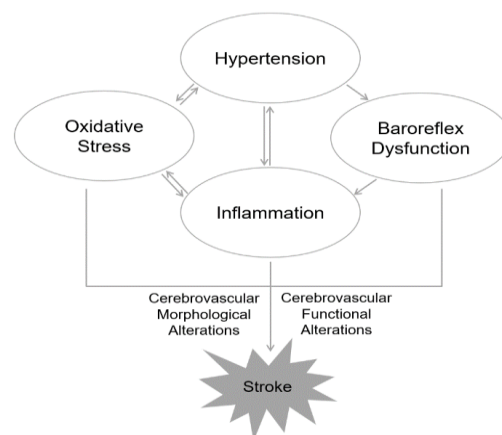 Hypertension
Oxidative
Stress
Baroreflex
Dysfunction
Inflammation
Cerebrovascular
Morphological
Alterations
Cerebrovascular
Functional
Alterations
Stroke